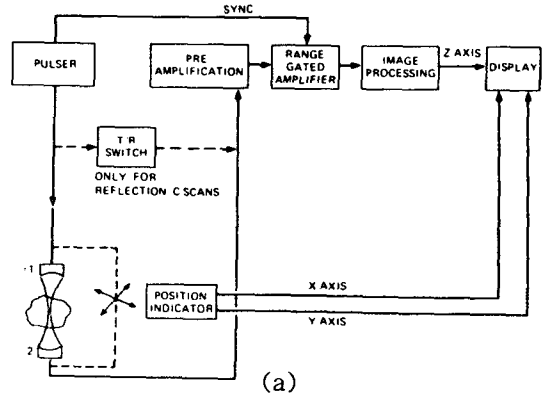 SYNC
PULSER
PRE
AMPLIFICATION
RANGE
GATED
AMPLIFIER
IMAGE
PROCESSING
Z AXIS
DISPLAY
T/R
SWITCH
ONLY FOR
REFLECTION C SCANS
1
2
POSITION
INDICATOR
X AXIS
Y AXIS
(a)